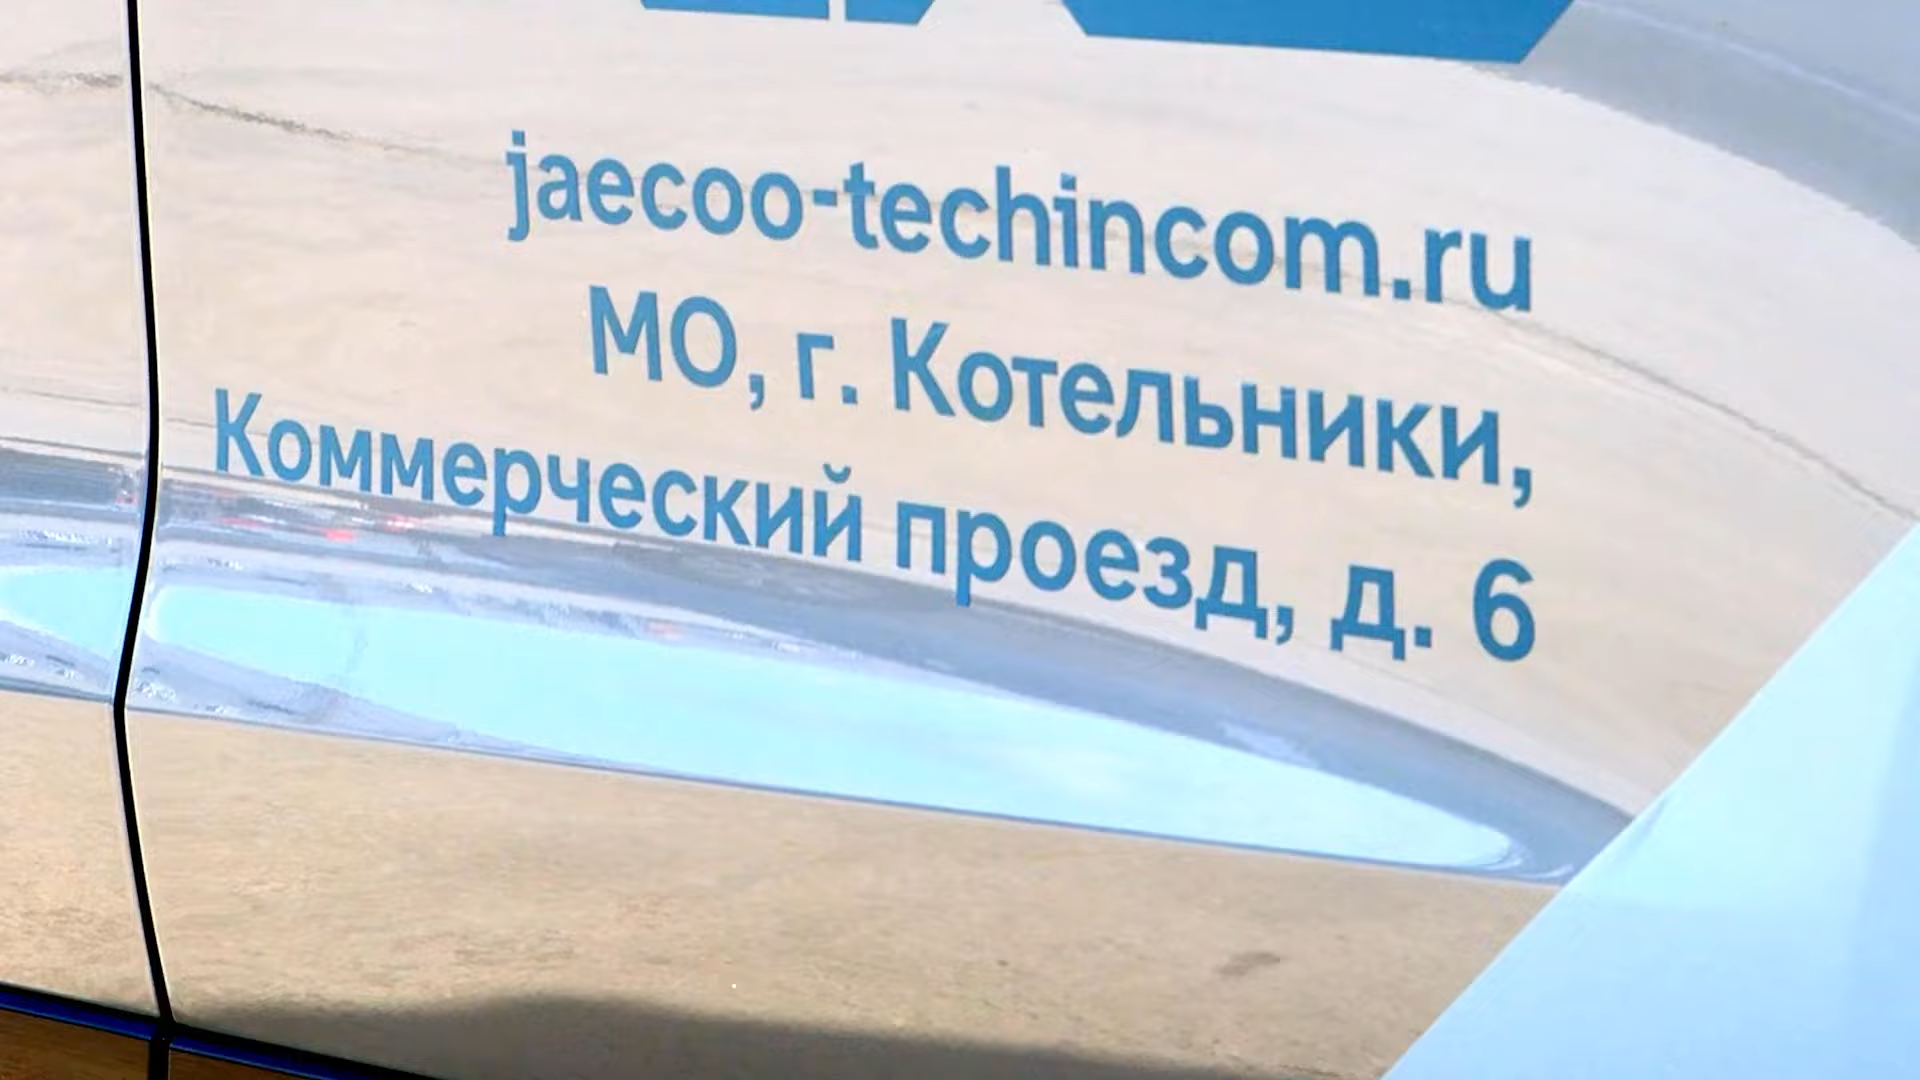 jaecoo-techincom.ru
МО, г. Котельники,
Коммерческий проезд, д. 6